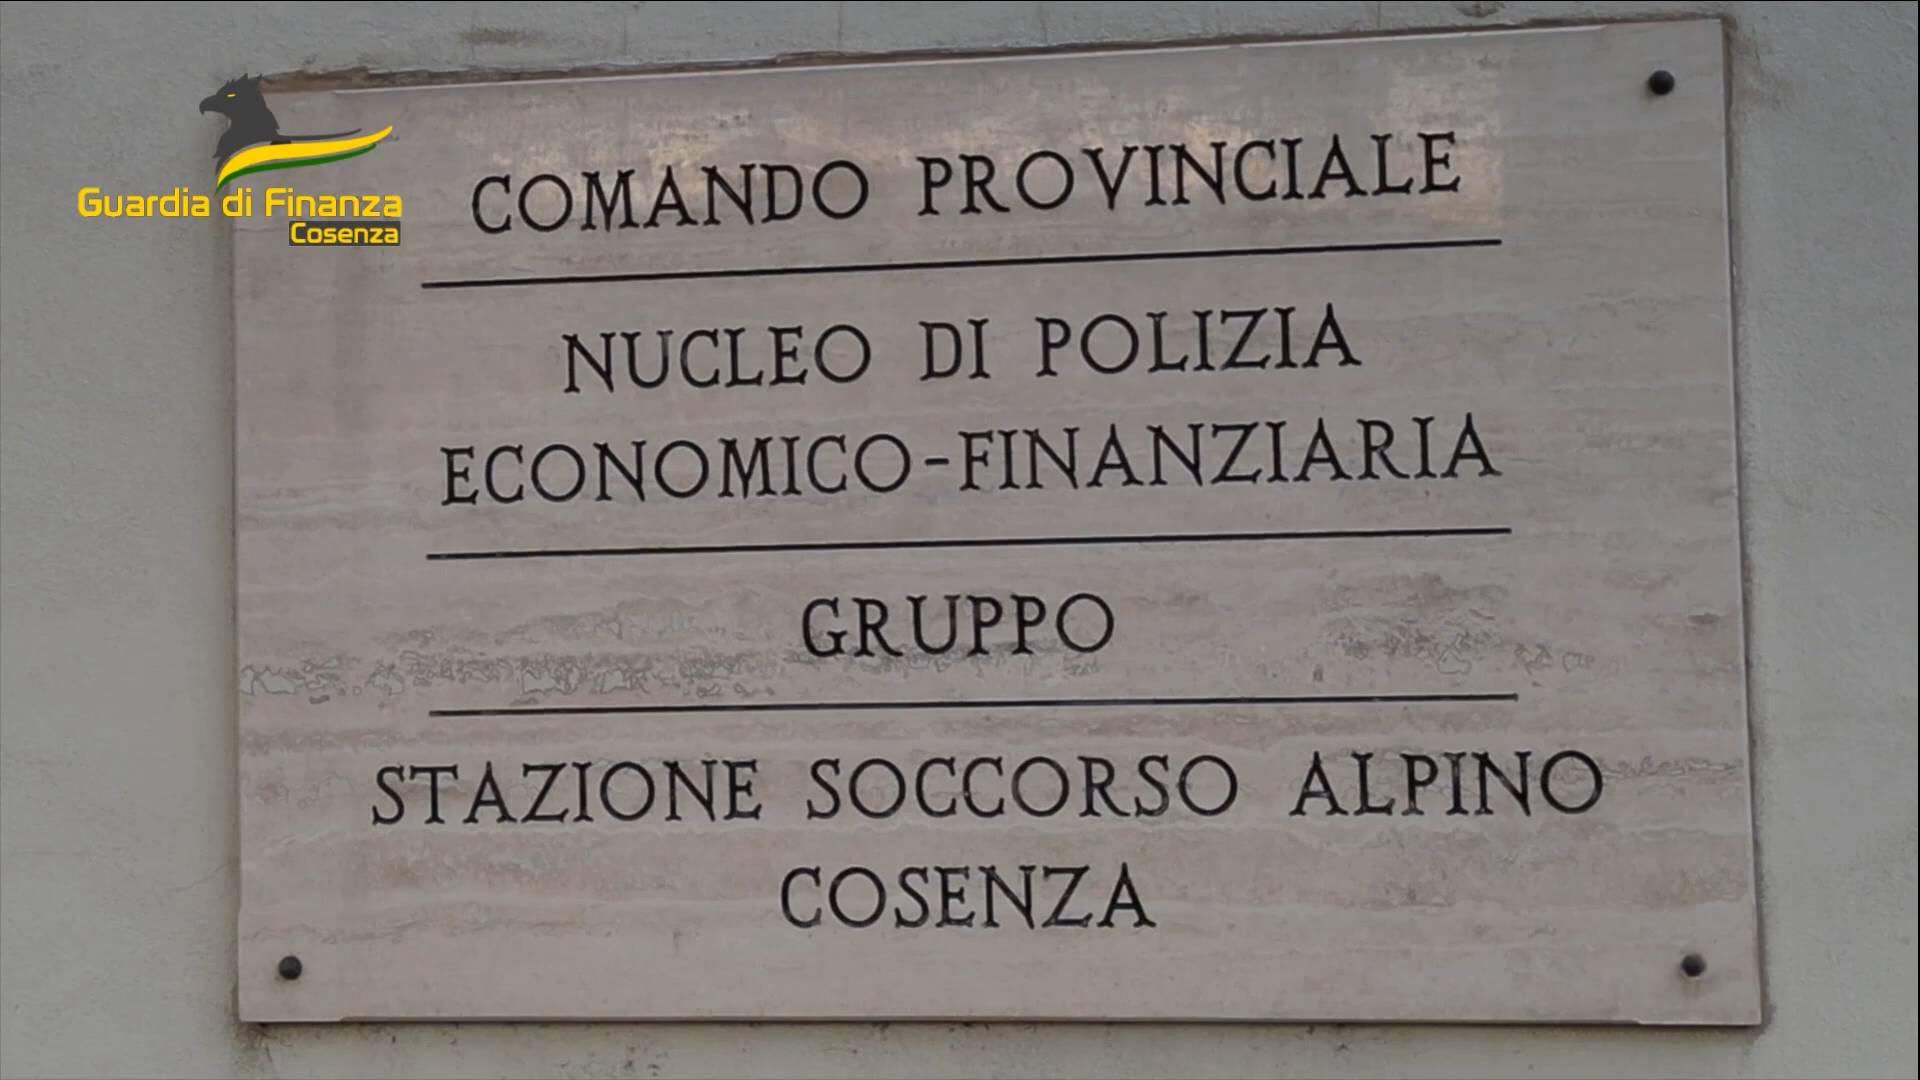 Guardia di Finanza
Cosenza
COMANDO PROVINCIALE
NUCLEO DI POLIZIA
ECONOMICO-FINANZIARIA
GRUPPO
STAZIONE SOCCORSO ALPINO
COSENZA